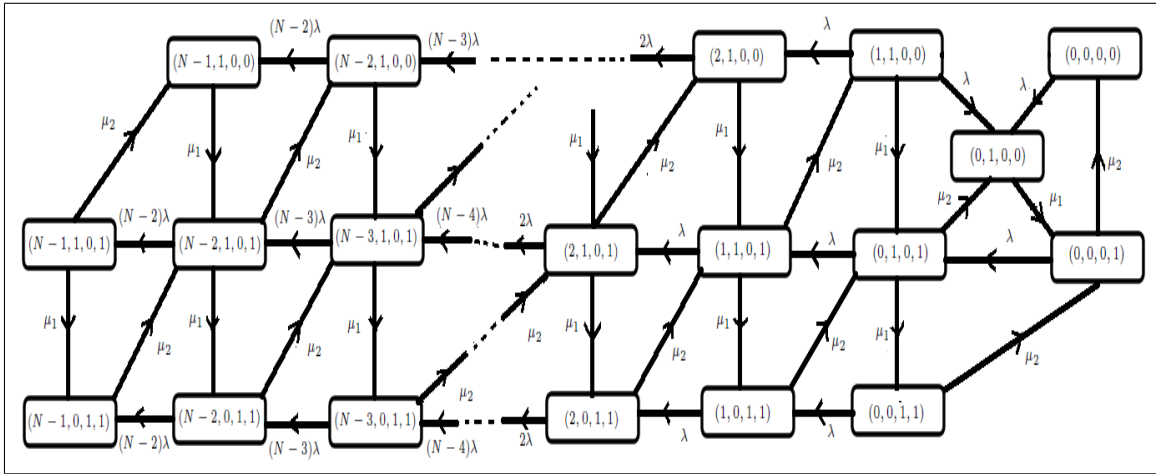 (N−2)λ (N−3)λ 2λ λ
(N−1,1,0,0) (N−2,1,0,0) (2,1,0,0) (1,1,0,0) (0,0,0,0)
λ λ
μ₂ μ₁ μ₂ μ₁ μ₁ μ₂ μ₁ μ₂ μ₁ μ₂
(0,1,0,0)
μ₂ μ₁
(N−2)λ (N−3)λ (N−4)λ 2λ λ λ λ
(N−1,1,0,1) (N−2,1,0,1) (N−3,1,0,1) (2,1,0,1) (1,1,0,1) (0,1,0,1) (0,0,0,1)
μ₁ μ₂ μ₁ μ₂ μ₁ μ₂ μ₂ μ₁ μ₂ μ₁ μ₂ μ₁ μ₂
(N−1,0,1,1) (N−2,0,1,1) (N−3,0,1,1) (2,0,1,1) (1,0,1,1) (0,0,1,1)
(N−2)λ (N−3)λ (N−4)λ 2λ λ λ